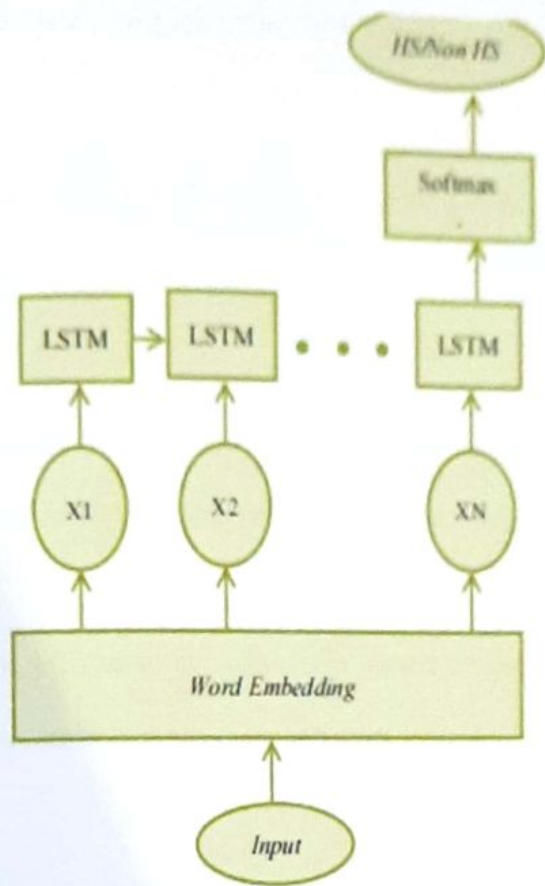 HS/Non HS
Softmax
LSTM LSTM LSTM
X1 X2 XN
Word Embedding
Input